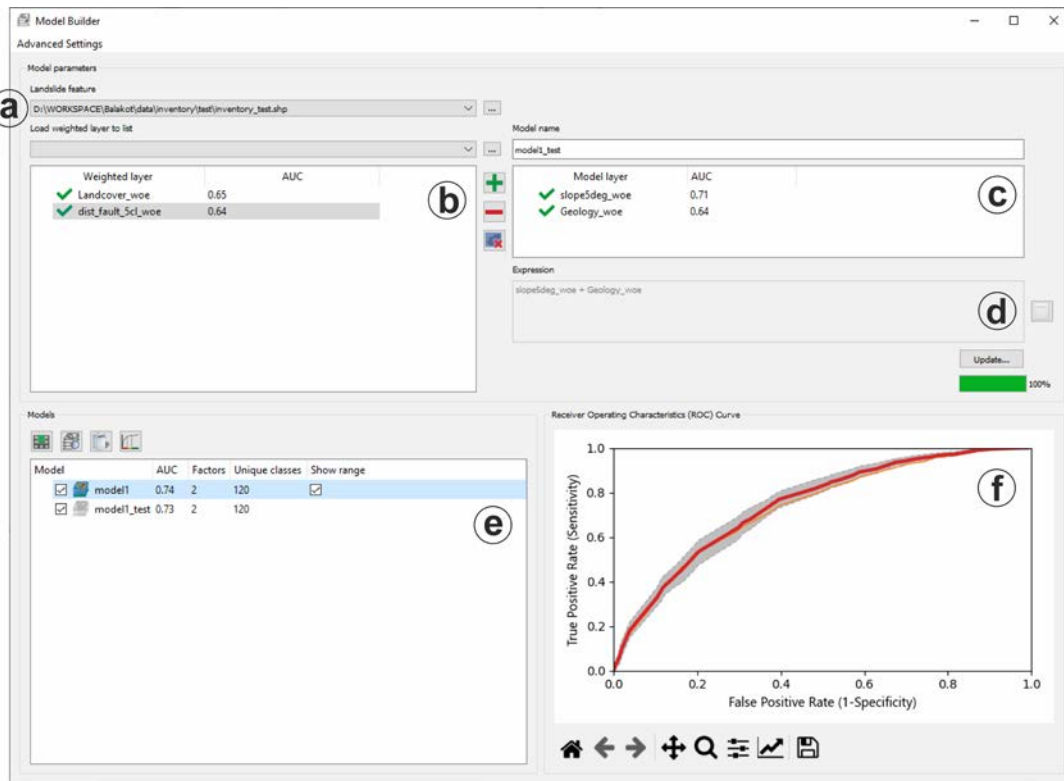 Model Builder
Advanced Settings
Model parameters
Landslide feature
a
D:\WORKSPACE\Balakot\data\inventory\test\inventory_test.shp
...
Load weighted layer to list
Model name
...
model1_test
Weighted layer AUC
Landcover_woe 0.65
dist_fault_5cl_woe 0.64
b
Model layer AUC
slope5deg_woe 0.71
Geology_woe 0.64
c
Expression
slope5deg_woe + Geology_woe
d
Update...
100%
Models
Model AUC Factors Unique classes Show range
model1 0.74 2 120
model1_test 0.73 2 120
e
Receiver Operating Characteristics (ROC) Curve
f
True Positive Rate (Sensitivity)
1.0
0.8
0.6
0.4
0.2
0.0
0.0 0.2 0.4 0.6 0.8 1.0
False Positive Rate (1-Specificity)